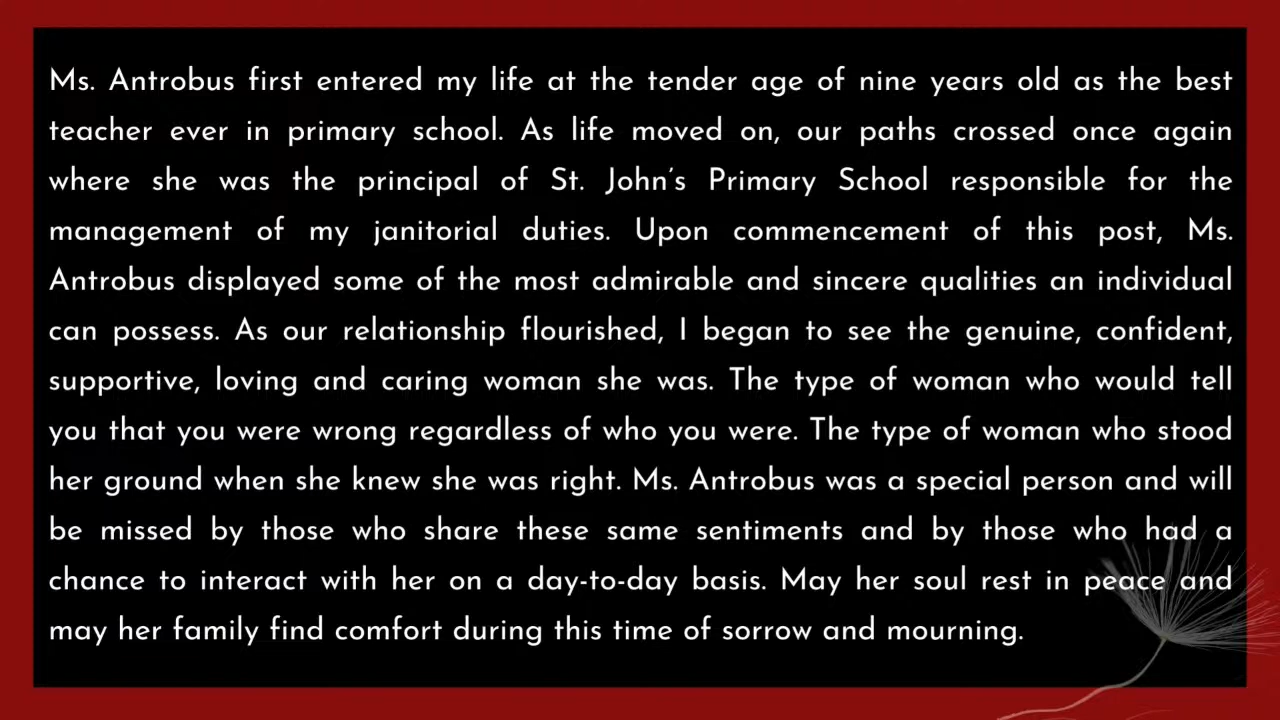 Ms. Antrobus first entered my life at the tender age of nine years old as the best
teacher ever in primary school. As life moved on, our paths crossed once again
where she was the principal of St. John's Primary School responsible for the
management of my janitorial duties. Upon commencement of this post, Ms.
Antrobus displayed some of the most admirable and sincere qualities an individual
can possess. As our relationship flourished, I began to see the genuine, confident,
supportive, loving and caring woman she was. The type of woman who would tell
you that you were wrong regardless of who you were. The type of woman who stood
her ground when she knew she was right. Ms. Antrobus was a special person and will
be missed by those who share these same sentiments and by those who had a
chance to interact with her on a day-to-day basis. May her soul rest in peace and
may her family find comfort during this time of sorrow and mourning.